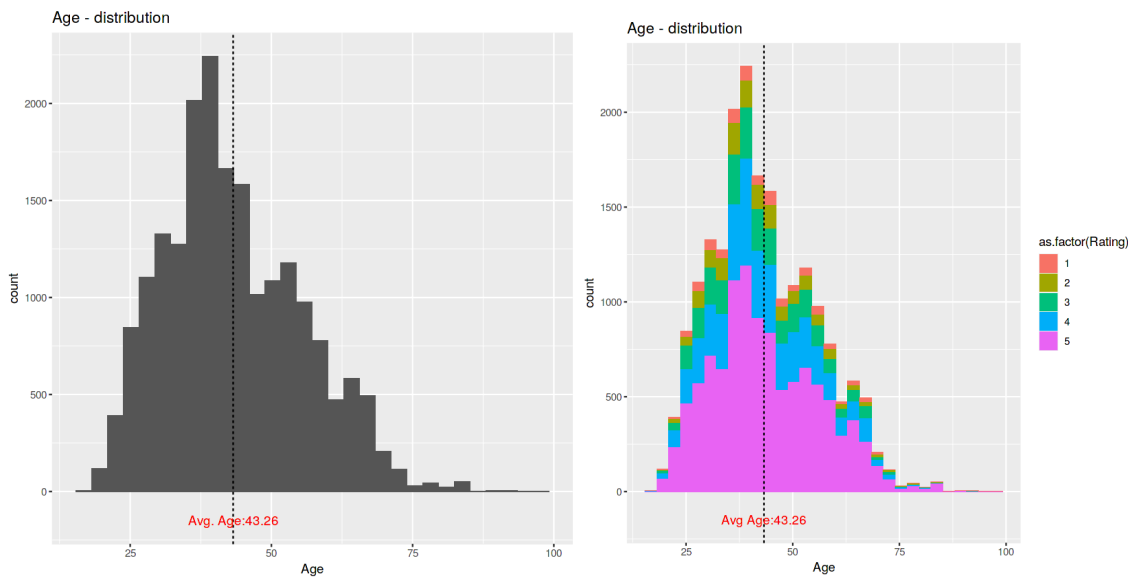 Age - distribution
count
2000
1500
1000
500
0
Avg. Age:43.26
25
50
75
100
Age
Age - distribution
count
2000
1500
1000
500
0
Avg Age:43.26
25
50
75
100
Age
as.factor(Rating)
1
2
3
4
5